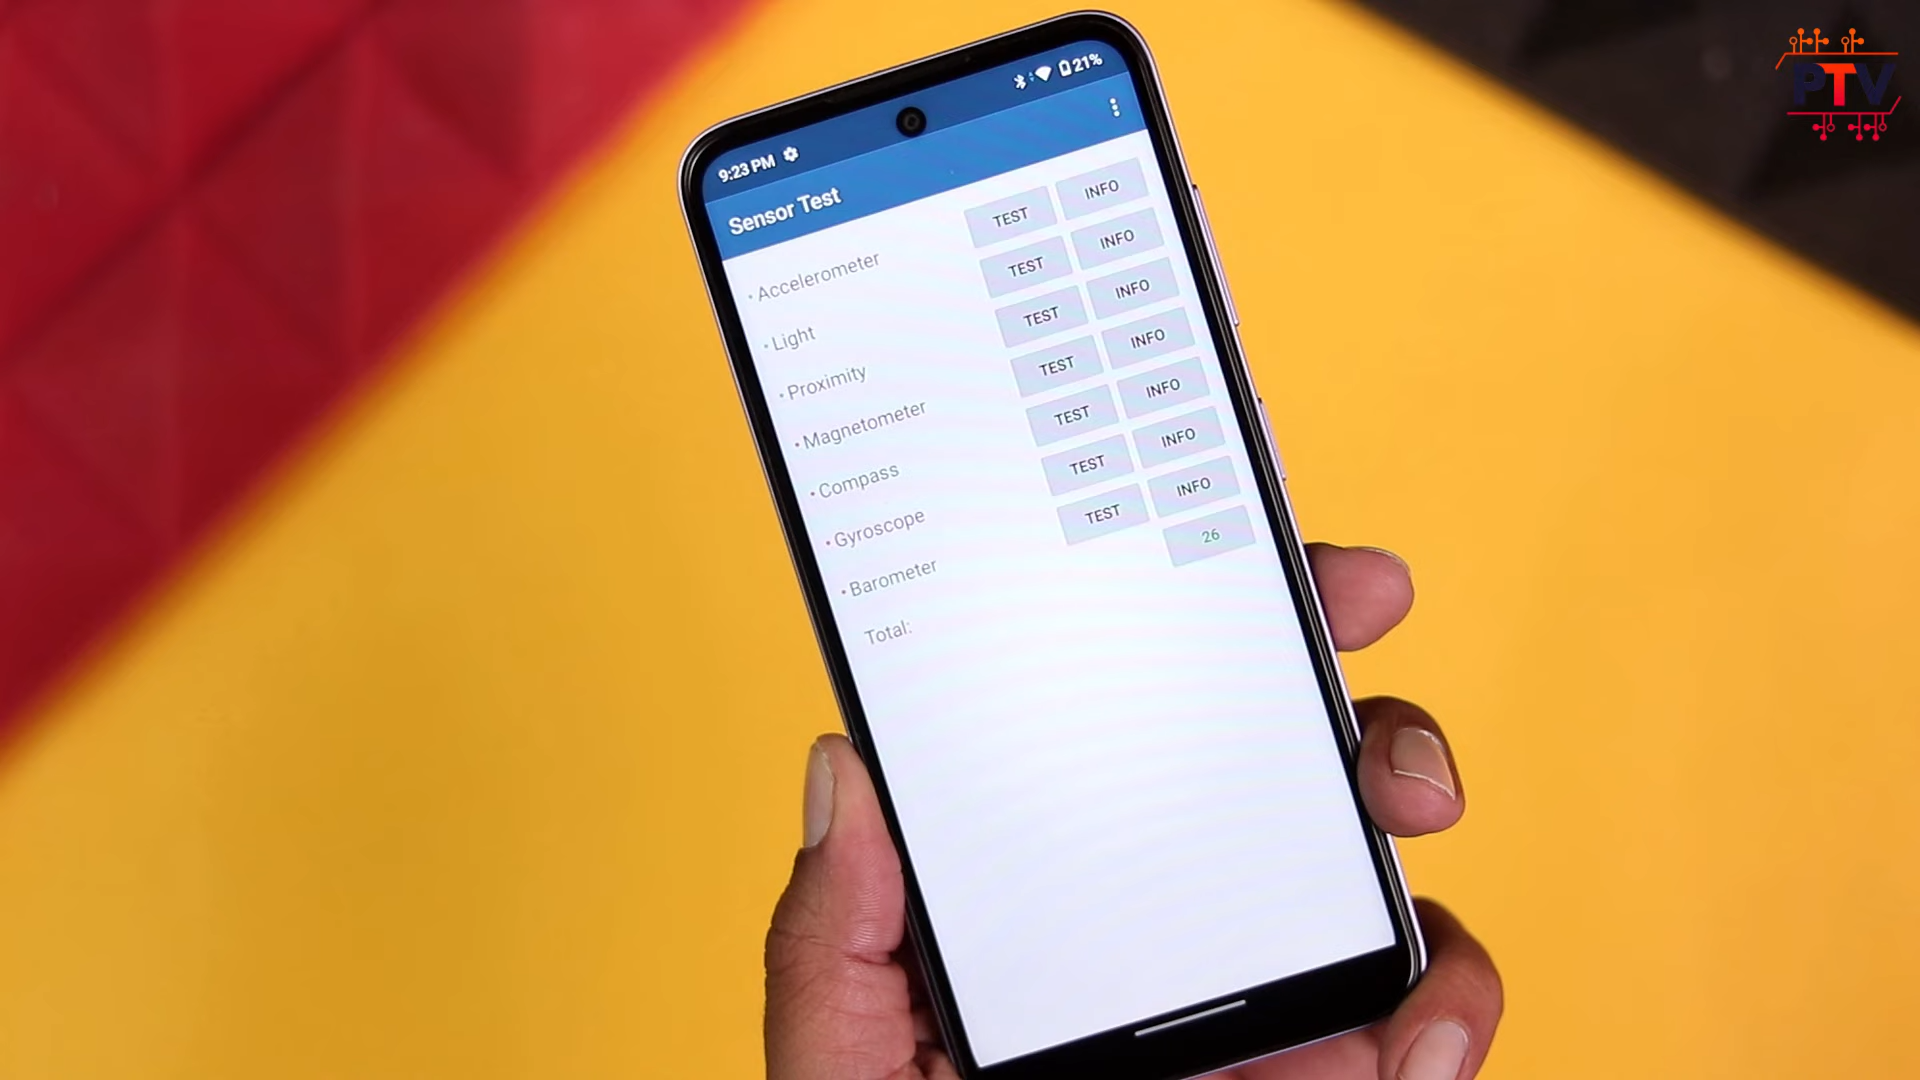 PTV
9:23 PM 21%
Sensor Test
• Accelerometer TEST INFO
• Light TEST INFO
• Proximity TEST INFO
• Magnetometer TEST INFO
• Compass TEST INFO
• Gyroscope TEST INFO
• Barometer TEST INFO
Total: 26